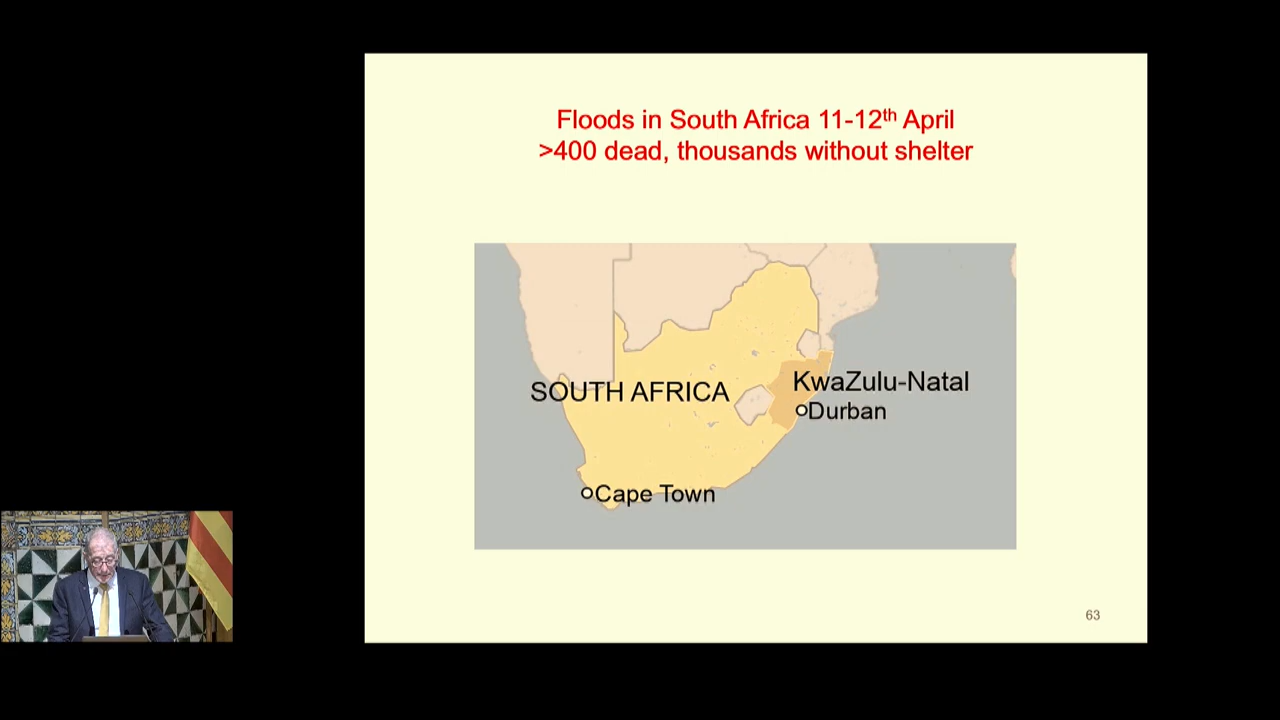 Floods in South Africa 11-12th April
>400 dead, thousands without shelter
SOUTH AFRICA
KwaZulu-Natal
Durban
Cape Town
63